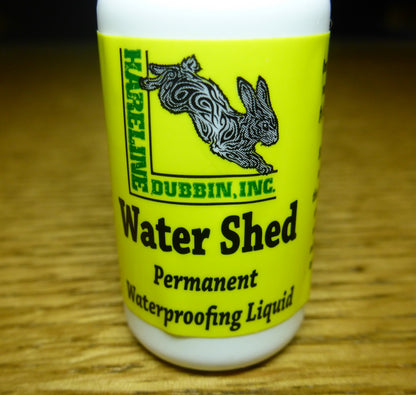 HARELINE
DUBBIN, INC.
Water Shed
Permanent
Waterproofing Liquid